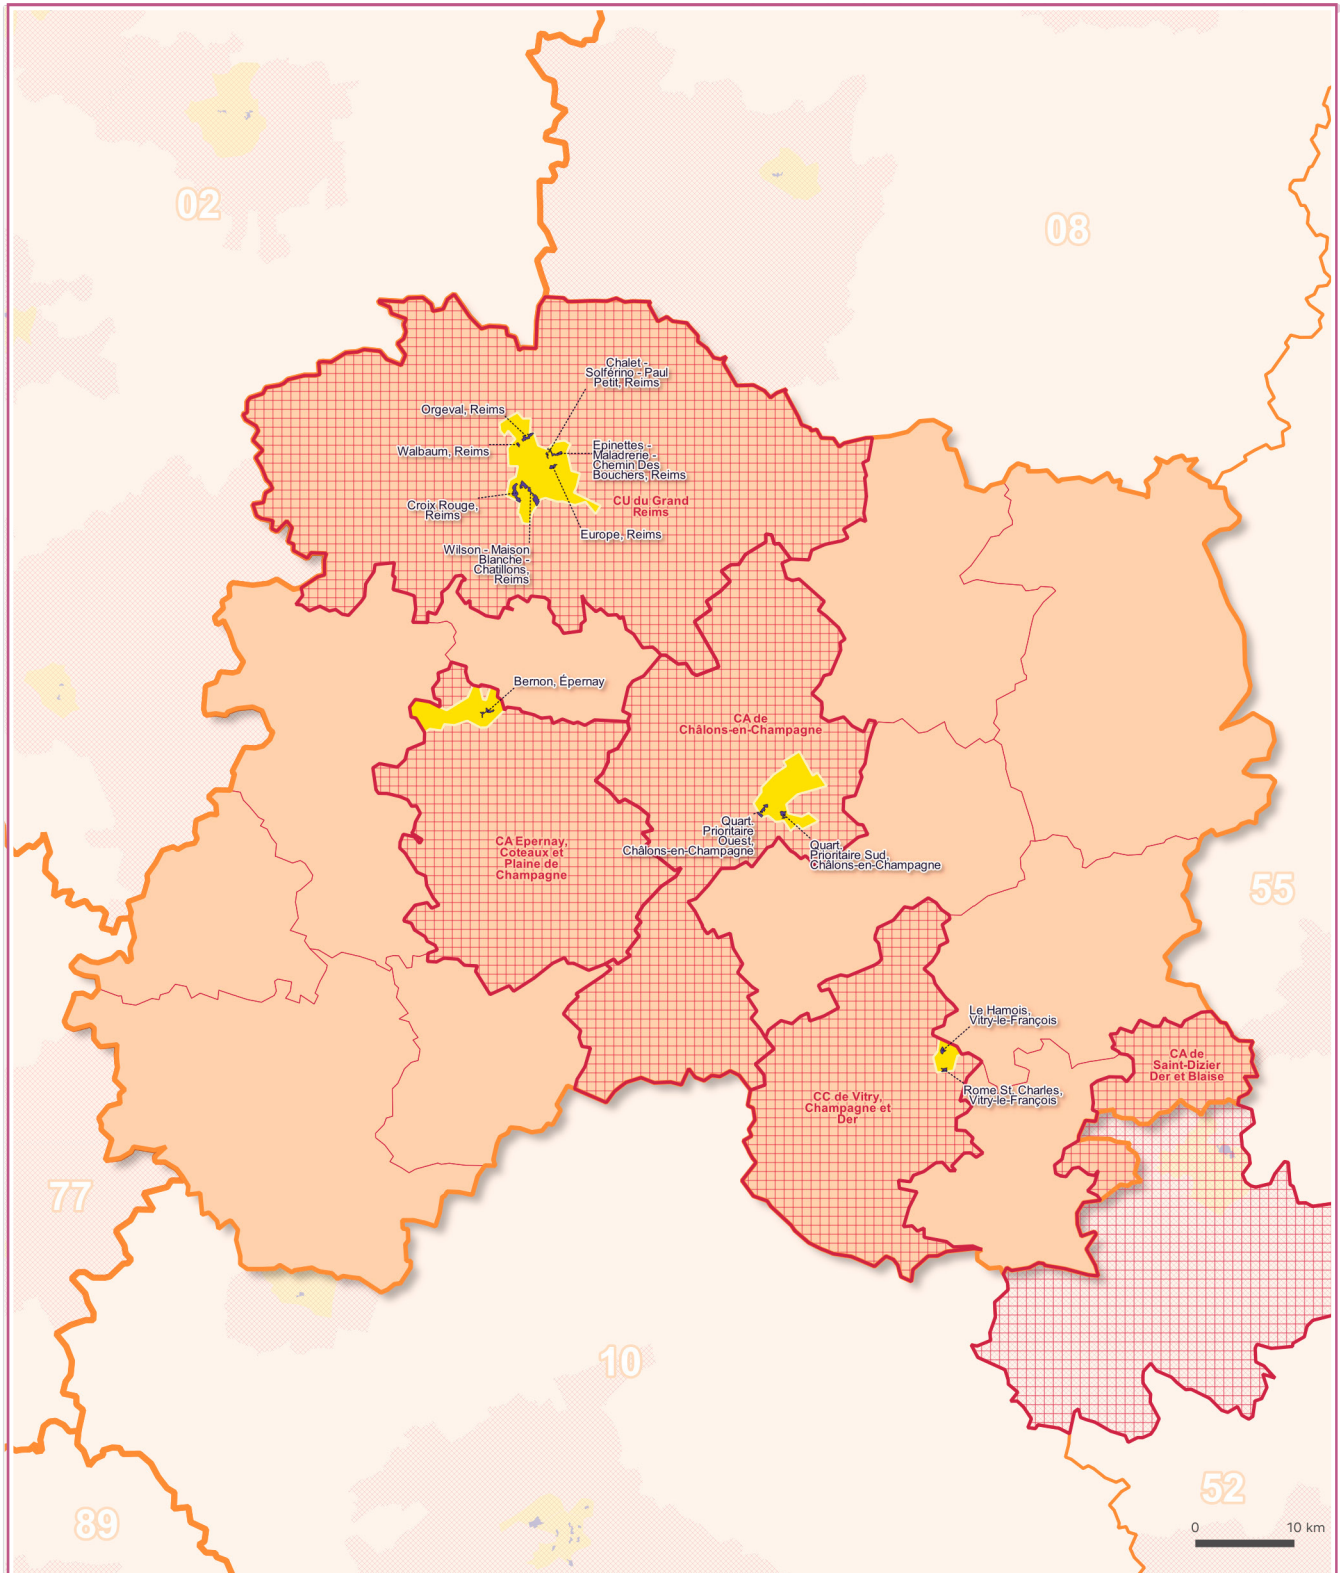 02
08
Chalet -
Solférino - Paul
Petit, Reims
Orgeval, Reims
Walbaum, Reims
Epinettes -
Maladrerie -
Chemin Des
Bouchers, Reims
CU du Grand
Reims
Croix Rouge,
Reims
Europe, Reims
Wilson - Maison
Blanche -
Chatillons,
Reims
Bernon, Épernay
CA de
Châlons-en-Champagne
Quart.
Prioritaire
Ouest,
Châlons-en-Champagne
Quart.
Prioritaire Sud,
Châlons-en-Champagne
CA Epernay,
Coteaux et
Plaine de
Champagne
55
Le Hamois,
Vitry-le-François
CA de
Saint-Dizier
Der et Blaise
Rome St. Charles,
Vitry-le-François
CC de Vitry,
Champagne et
Der
77
10
52
89
0 10 km